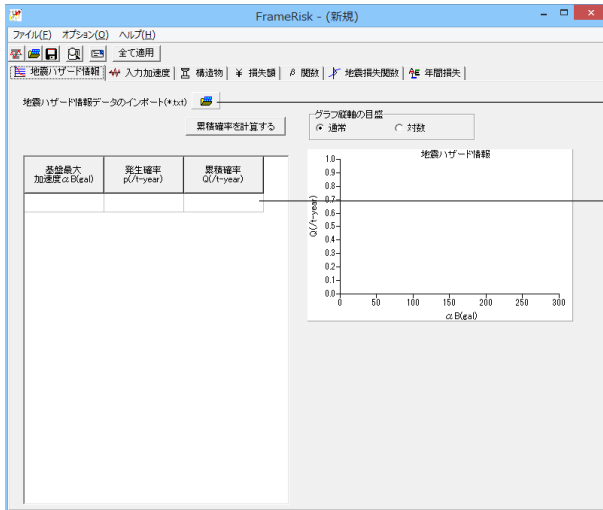 FrameRisk - (新規)
ファイル(F) オプション(O) ヘルプ(H)
全て適用
地震ハザード情報 入力加速度 構造物 ¥ 損失額 β 関数 地震損失関数 年間損失
地震ハザード情報データのインポート(*.txt)
累積確率を計算する
グラフ縦軸の目盛
通常 対数
基盤最大
加速度αB(gal)
発生確率
p(/t-year)
累積確率
Q(/t-year)
地震ハザード情報
1.0
0.9
0.8
0.7
0.6
0.5
0.4
0.3
0.2
0.1
0.0
Q(/t-year)
0 50 100 150 200 250 300
αB(gal)